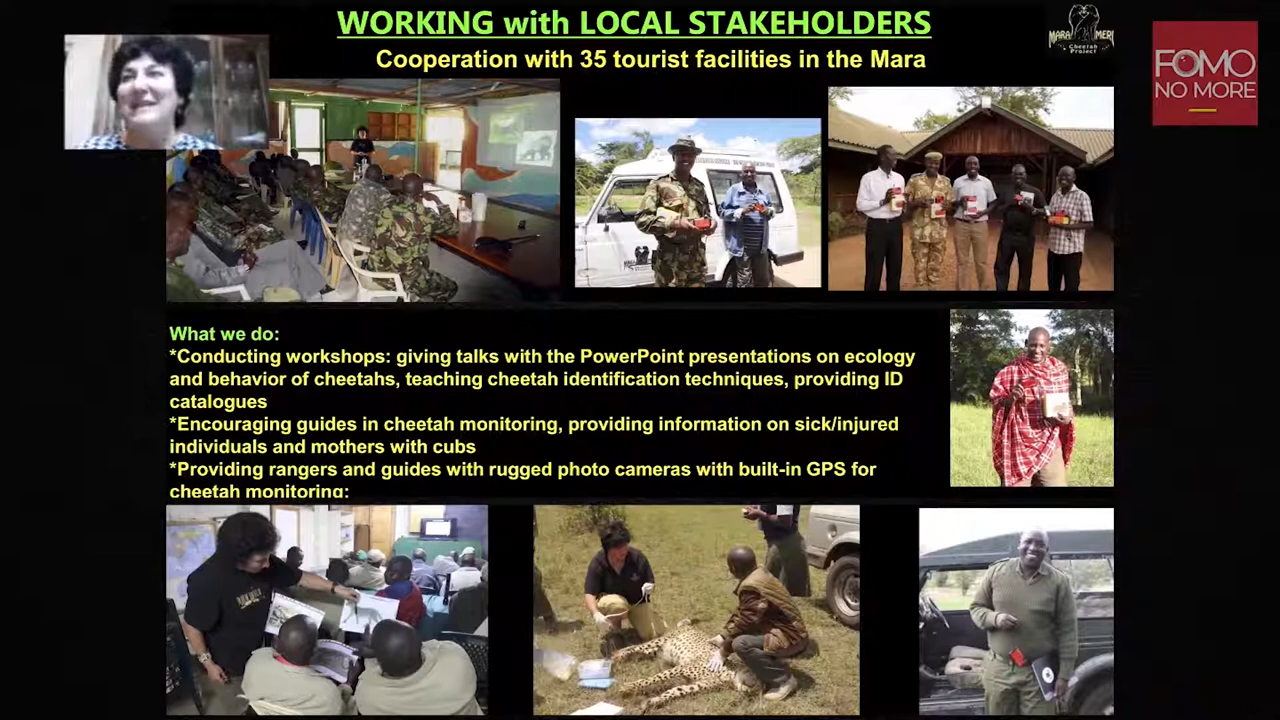 WORKING with LOCAL STAKEHOLDERS
Cooperation with 35 tourist facilities in the Mara
MARA MERI
Cheetah
Project
FOMO
NO MORE
What we do:
*Conducting workshops: giving talks with the PowerPoint presentations on ecology
and behavior of cheetahs, teaching cheetah identification techniques, providing ID
catalogues
*Encouraging guides in cheetah monitoring, providing information on sick/injured
individuals and mothers with cubs
*Providing rangers and guides with rugged photo cameras with built-in GPS for
cheetah monitoring: